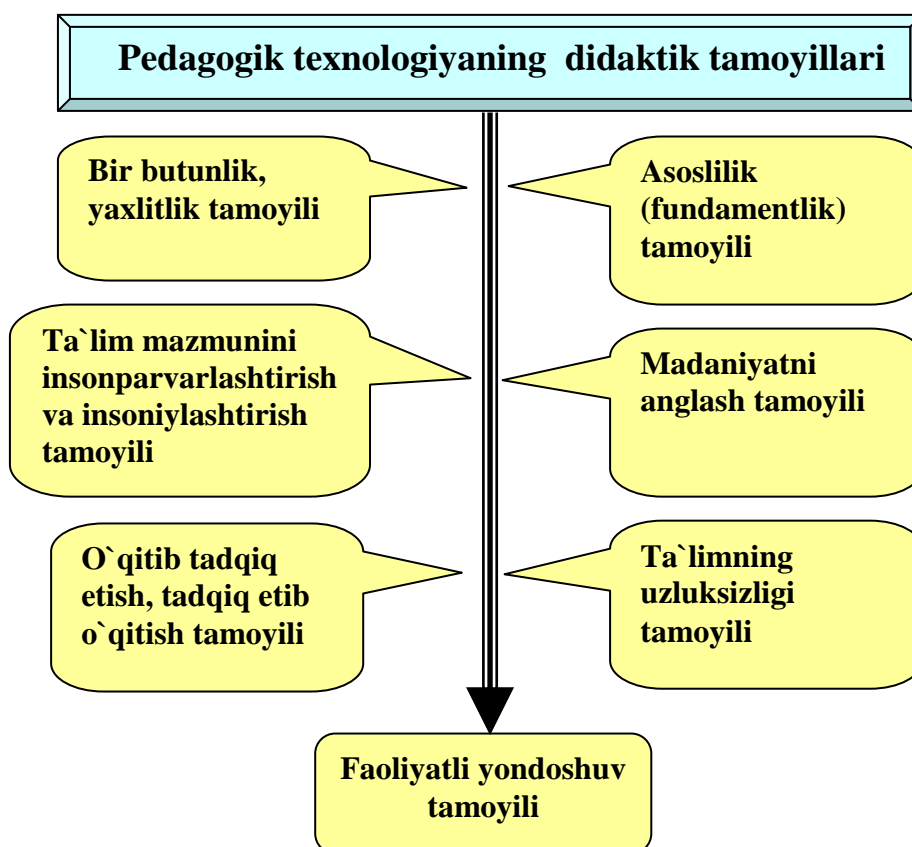 Pedagogik texnologiyaning didaktik tamoyillari
Bir butunlik,
yaxlitlik tamoyili
Asoslilik
(fundamentlik)
tamoyili
Ta`lim mazmunini
insonparvarlashtirish
va insoniylashtirish
tamoyili
Madaniyatni
anglash tamoyili
O`qitib tadqiq
etish, tadqiq etib
o`qitish tamoyili
Ta`limning
uzluksizligi
tamoyili
Faoliyatli yondoshuv
tamoyili